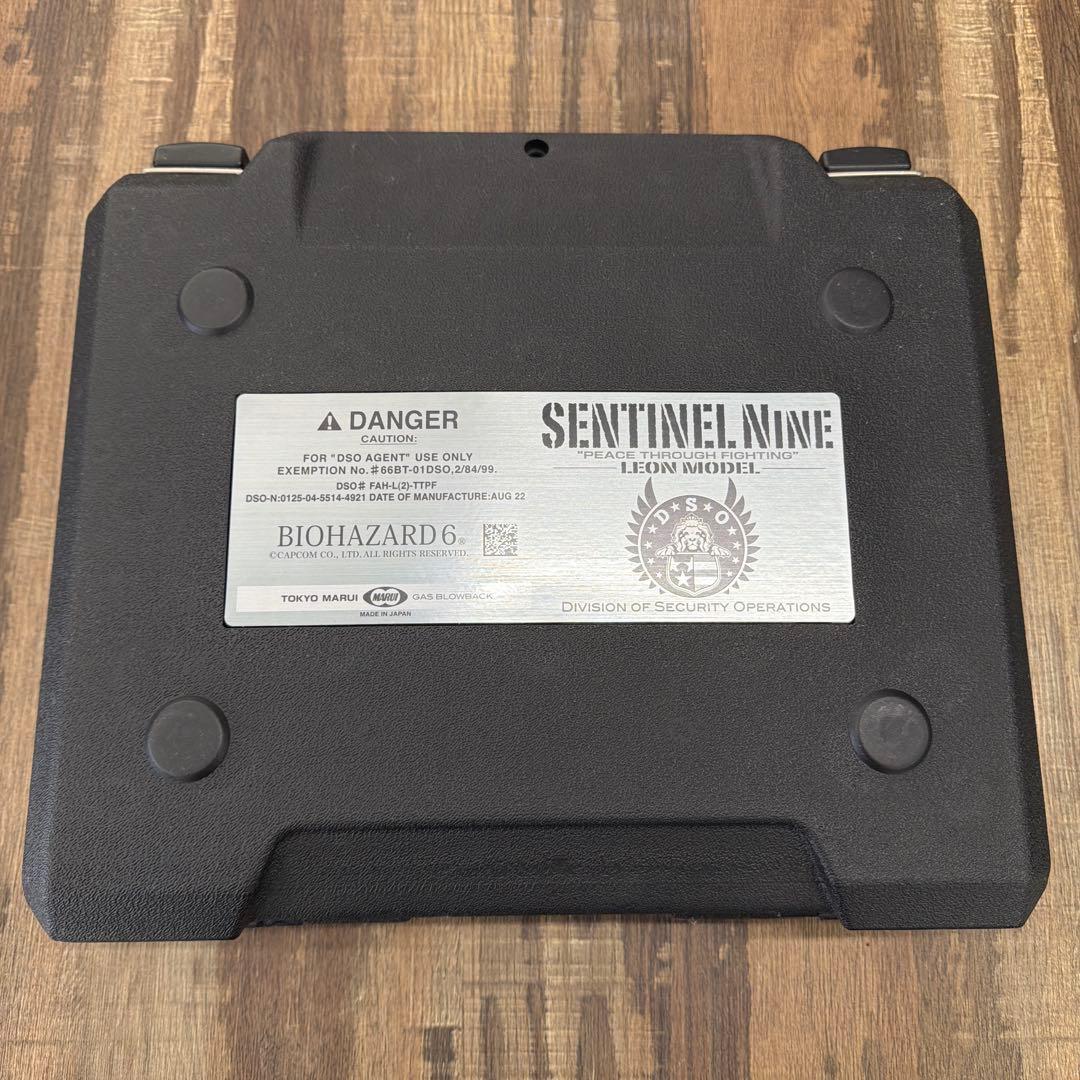 ⚠ DANGER
CAUTION:
FOR "DSO AGENT" USE ONLY
EXEMPTION No.#66BT-01DSO,2/84/99.
DSO# FAH-L(2)-TTPF
DSO-N:0125-04-5514-4921 DATE OF MANUFACTURE:AUG 22
BIOHAZARD 6®
©CAPCOM CO., LTD. ALL RIGHTS RESERVED.
TOKYO MARUI MARUI GAS BLOWBACK
MADE IN JAPAN
SENTINEL NINE
"PEACE THROUGH FIGHTING"
LEON MODEL
D★S★O
DIVISION OF SECURITY OPERATIONS